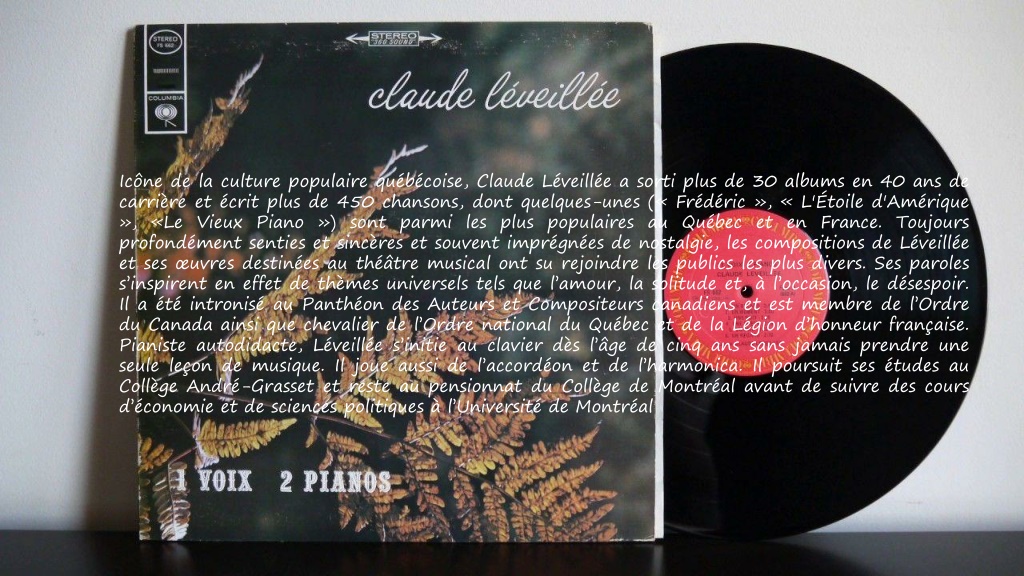 STEREO
360 SOUND
STEREO
FS 662
COLUMBIA
claude léveillée
Icône de la culture populaire québécoise, Claude Léveillée a sorti plus de 30 albums en 40 ans de
carrière et écrit plus de 450 chansons, dont quelques-unes (« Frédéric », « L'Étoile d'Amérique
», «Le Vieux Piano ») sont parmi les plus populaires au Québec et en France. Toujours
profondément senties et sincères et souvent imprégnées de nostalgie, les compositions de Léveillée
et ses œuvres destinées au théâtre musical ont su rejoindre les publics les plus divers. Ses paroles
s'inspirent en effet de thèmes universels tels que l'amour, la solitude et, à l'occasion, le désespoir.
Il a été intronisé au Panthéon des Auteurs et Compositeurs canadiens et est membre de l'Ordre
du Canada ainsi que chevalier de l'Ordre national du Québec et de la Légion d'honneur française.
Pianiste autodidacte, Léveillée s'initie au clavier dès l'âge de cinq ans sans jamais prendre une
seule leçon de musique. Il joue aussi de l'accordéon et de l'harmonica. Il poursuit ses études au
Collège André-Grasset et reste au pensionnat du Collège de Montréal avant de suivre des cours
d'économie et de sciences politiques à l'Université de Montréal
CLAUDE LÉVEILLÉE
1 VOIX 2 PIANOS